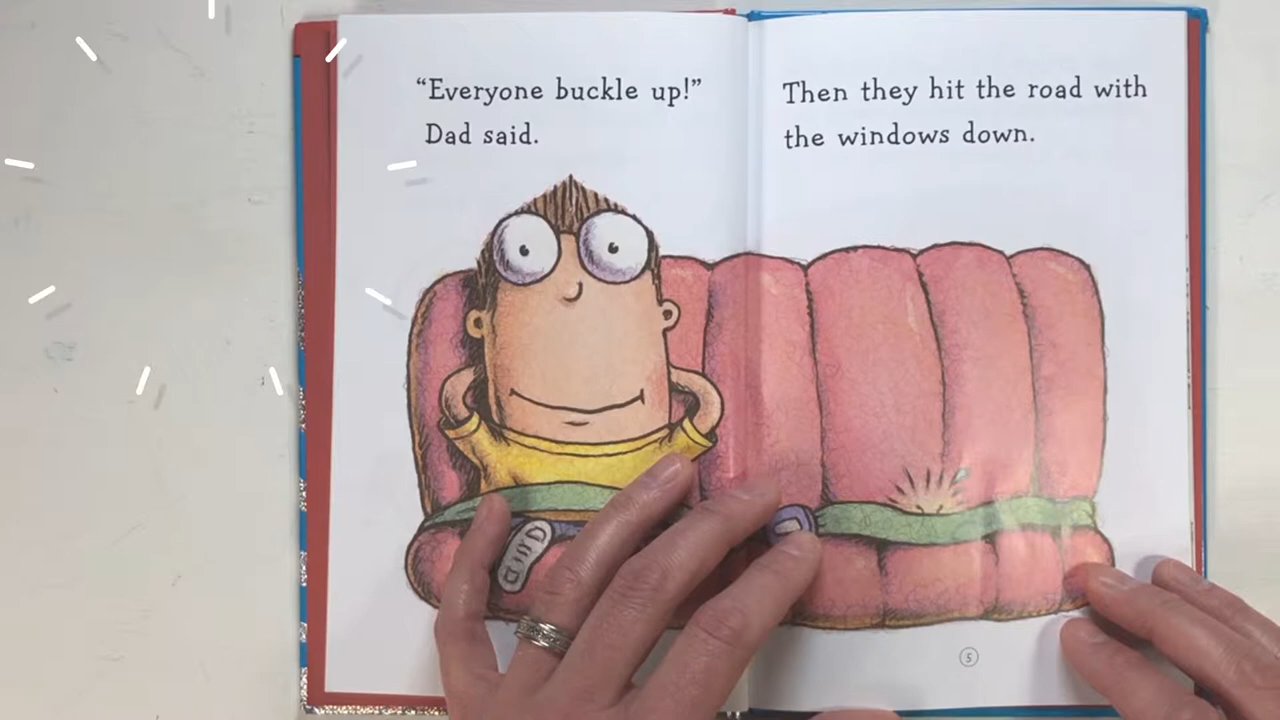 “Everyone buckle up!”
Dad said.
Then they hit the road with
the windows down.
5